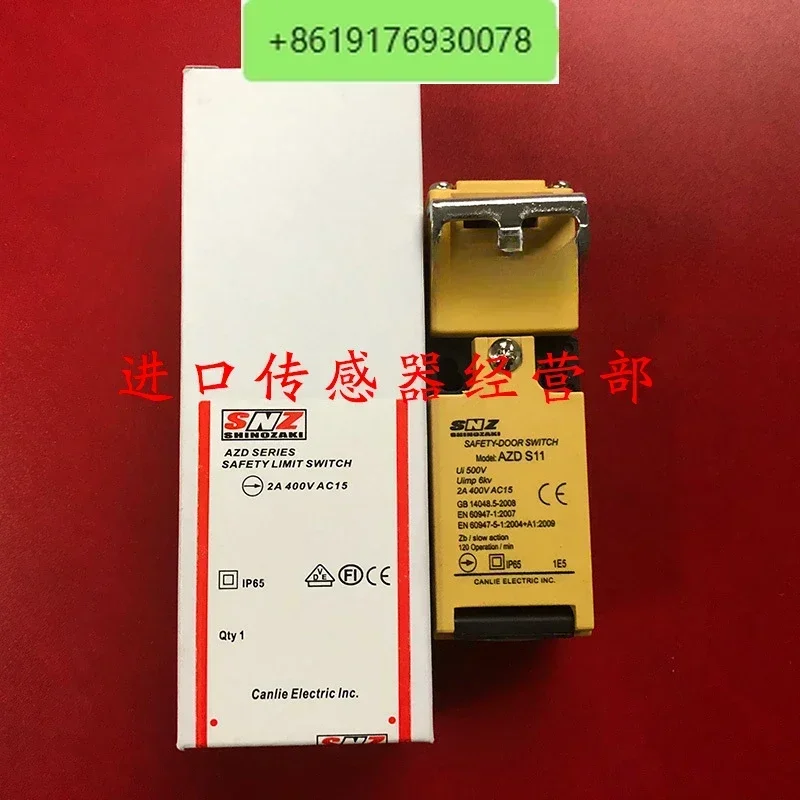 +8619176930078
进口传感器经营部
SNZ
SHINOZAKI
AZD SERIES
SAFETY LIMIT SWITCH
2A 400V AC15
IP65
VDE FI CE
Qty 1
Canlie Electric Inc.
SNZ
SNZ
SHINOZAKI
SAFETY-DOOR SWITCH
Model: AZD S11
Ui 500V
Uimp 6kv
2A 400V AC15
CE
GB 14048.5-2008
EN 60947-1:2007
EN 60947-5-1:2004+A1:2009
Zb / slow action
120 Operation / min
IP65 1E5
CANLIE ELECTRIC INC.